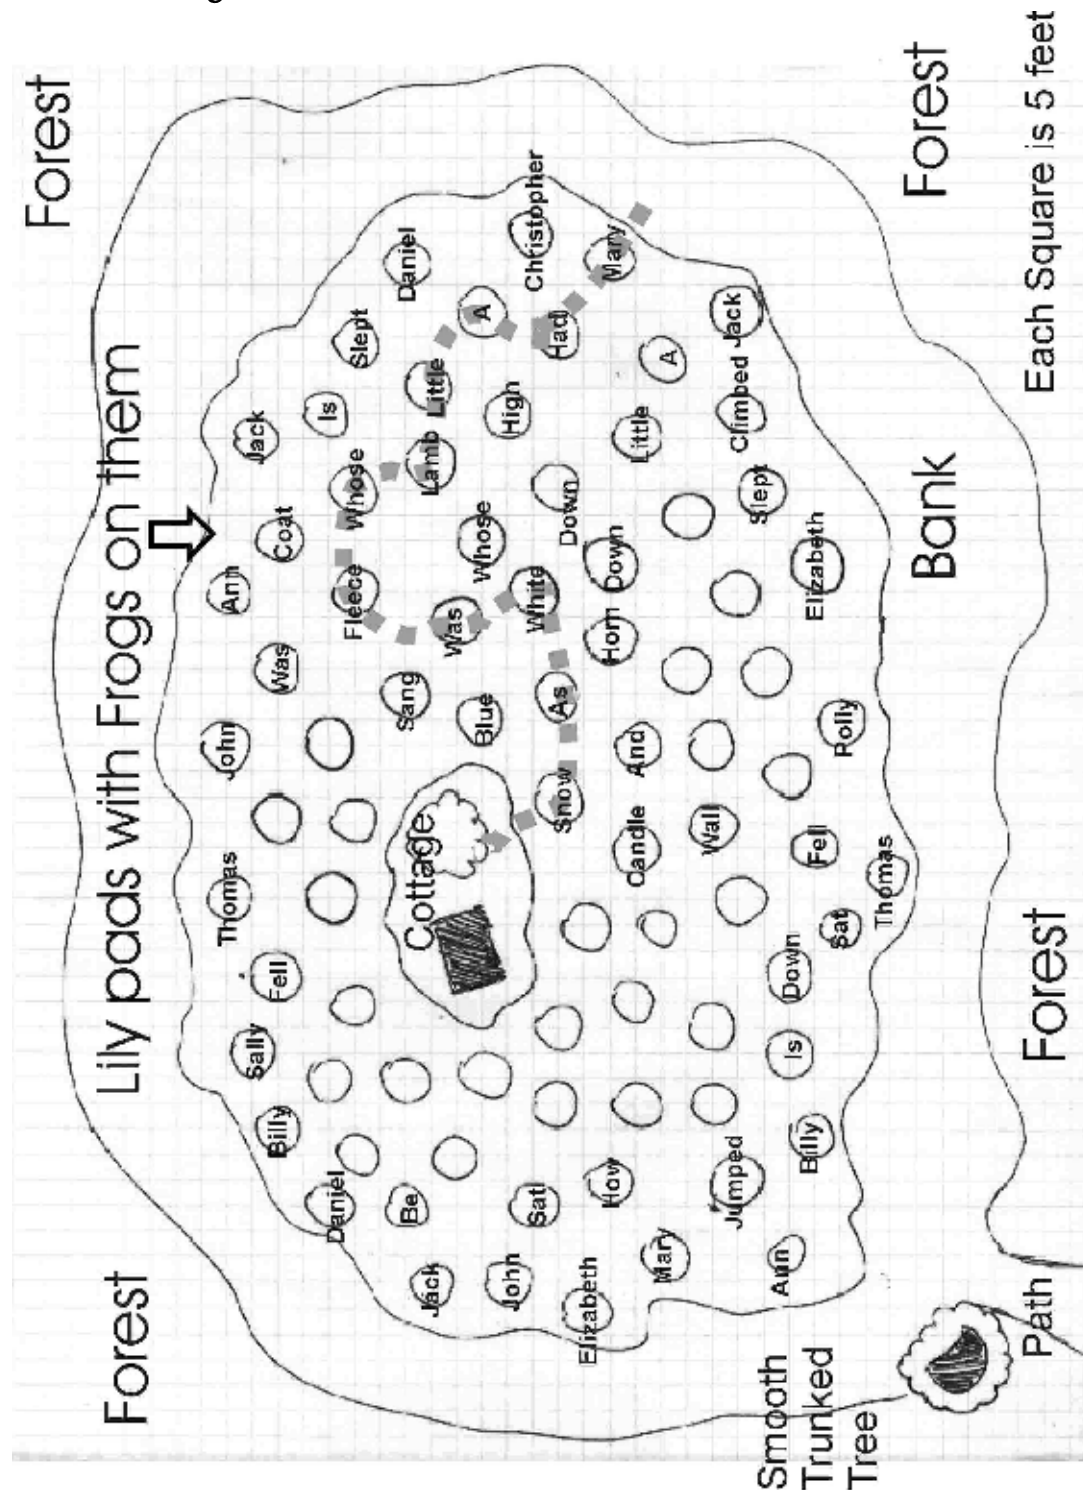 Forest
Forest
Lily pads with Frogs on them
Thomas
John
Ann
Sally
Jack
Billy
Fell
Was
Coat
Daniel
Is
Fleece
Whose
Slept
Be
Sang
Daniel
Cottage
Jack
Lamb
Little
Was
Blue
Whose
A
John
High
Sat
White
Christopher
Snow
As
Down
Had
Elizabeth
How
Horn
Down
Mary
Candle
And
Little
Mary
A
Wall
Jumped
Climbed
Jack
Slept
Ann
Is
Down
Billy
Fell
Elizabeth
Sat
Polly
Thomas
Smooth
Trunked
Tree
Bank
Forest
Path
Forest
Each Square is 5 feet